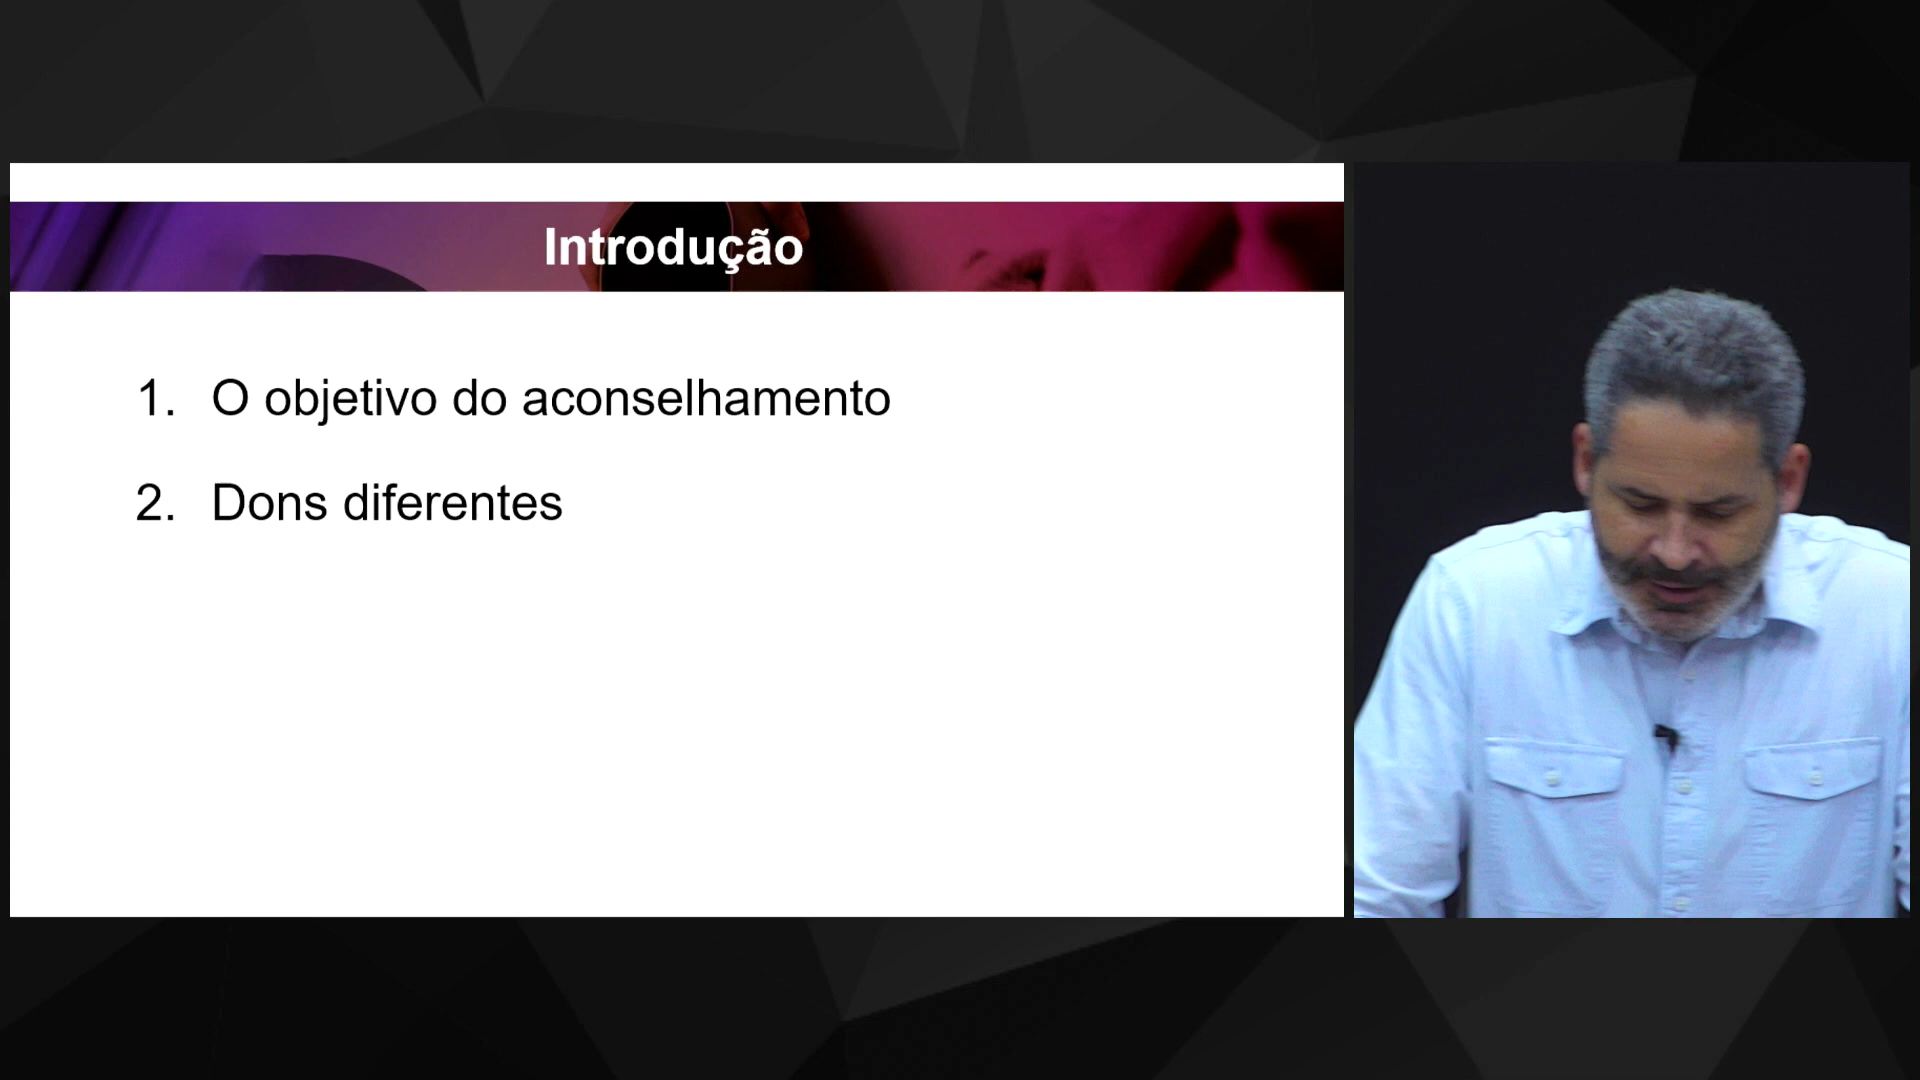 Introdução
1. O objetivo do aconselhamento
2. Dons diferentes